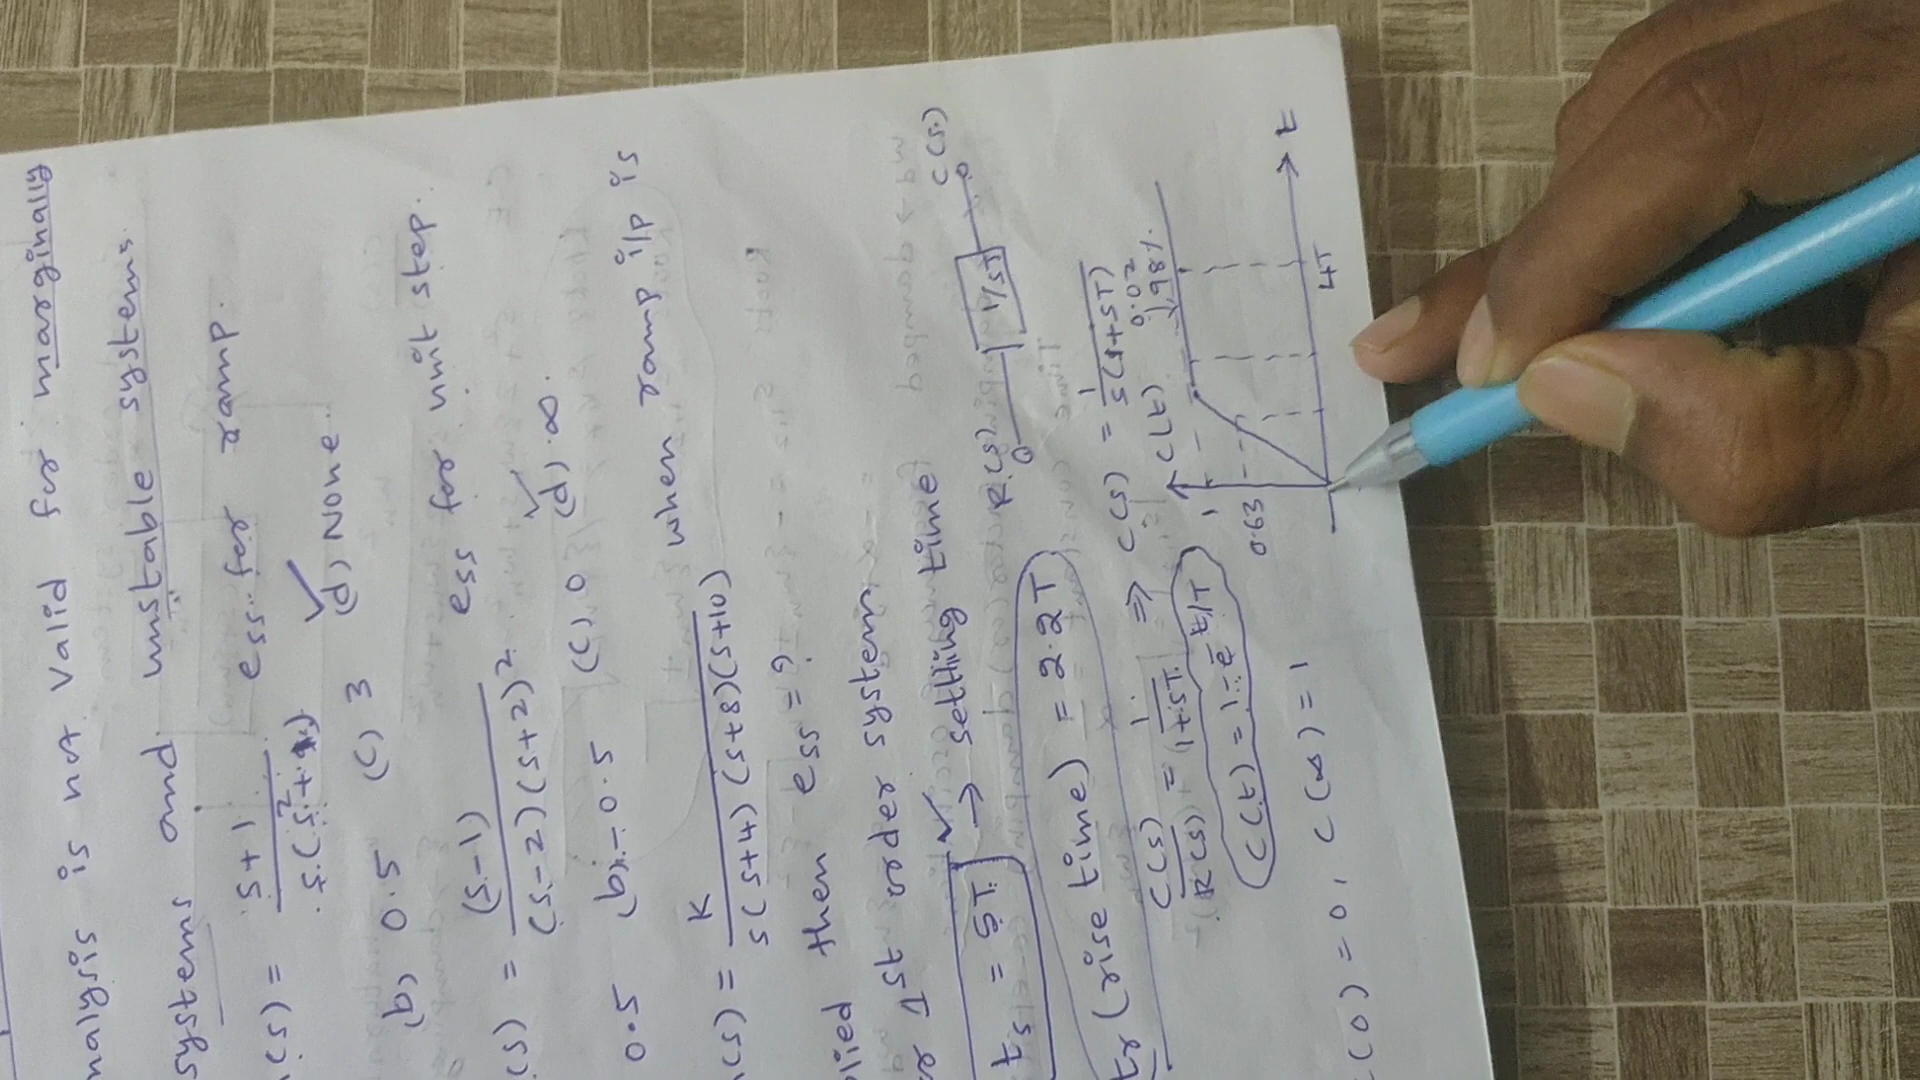 nalysis is not valid for marginally
systems and unstable systems.
(s) = s+1 / s(s²+1) ess for ramp.
(b) 0.5 (c) 3 (d) None
(s) = (s-1) / (s-2)(s+2)² ess for unit step.
0.5 (b) -0.5 (c) 0 (d) ∞.
(s) = K / s(s+4)(s+8)(s+10) when ramp i/p is
plied then ess = ?
or Ist order system
ts = 5T → settling time
tr (rise time) = 2.2T
R(s) 1/sT C(s)
C(s)/R(s) = 1/1+sT ⇒ C(s) = 1/s(1+sT)
c(t) = 1-e^-t/T
c(0) = 0, c(∞) = 1
c(t)
0.02
98%
1
0.63
4T
t